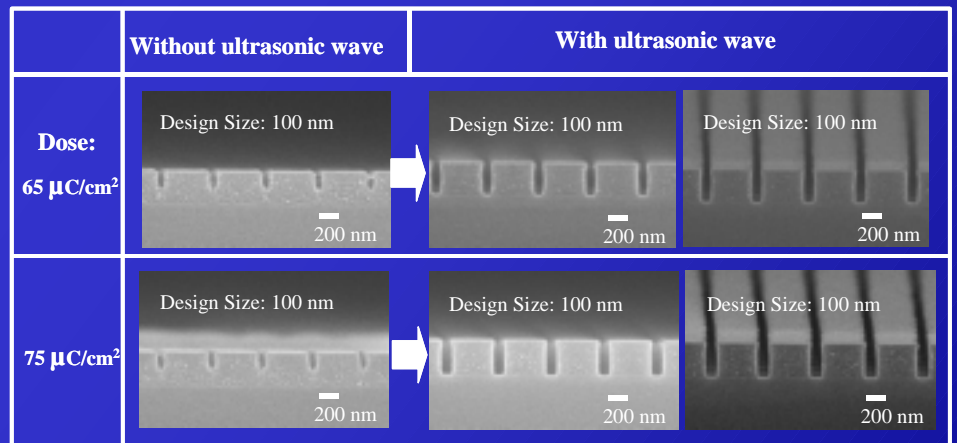 Without ultrasonic wave
With ultrasonic wave
Dose:
65 μC/cm²
Design Size: 100 nm
200 nm
Design Size: 100 nm
200 nm
Design Size: 100 nm
200 nm
75 μC/cm²
Design Size: 100 nm
200 nm
Design Size: 100 nm
200 nm
Design Size: 100 nm
200 nm